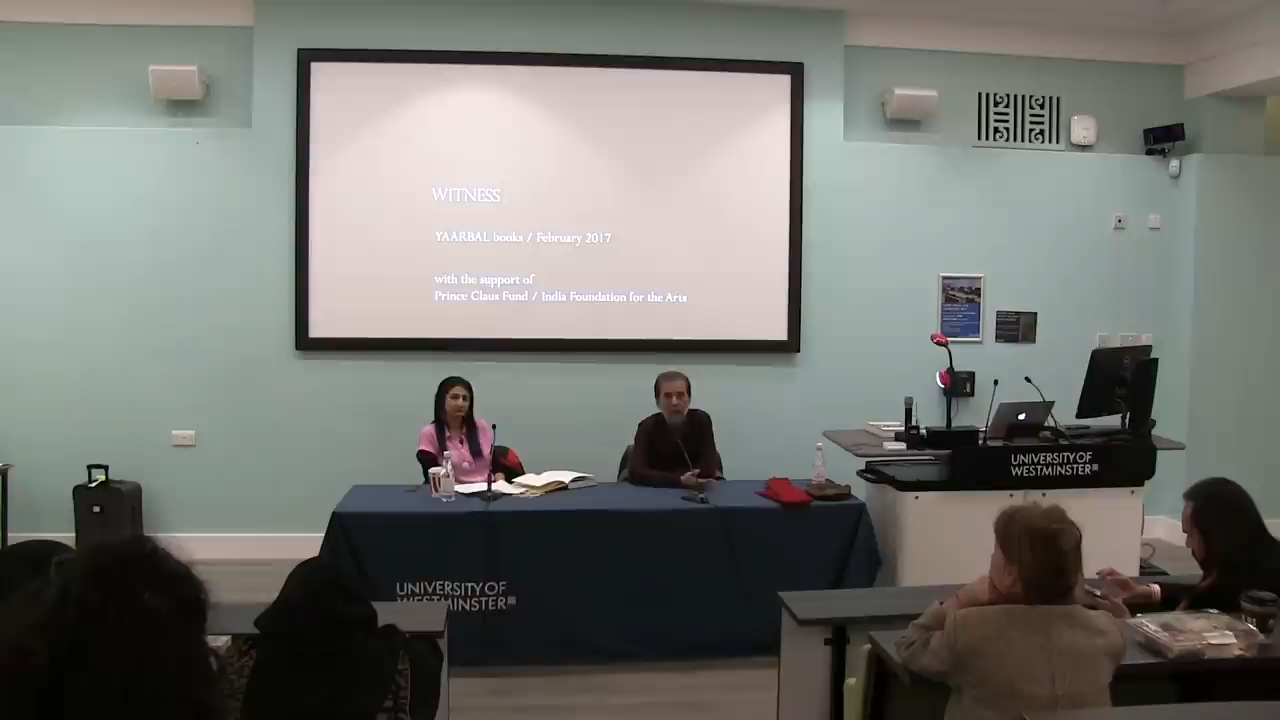 WITNESS
YAARBAL books / February 2017
with the support of
Prince Claus Fund / India Foundation for the Arts
UNIVERSITY OF
WESTMINSTER
UNIVERSITY OF
WESTMINSTER